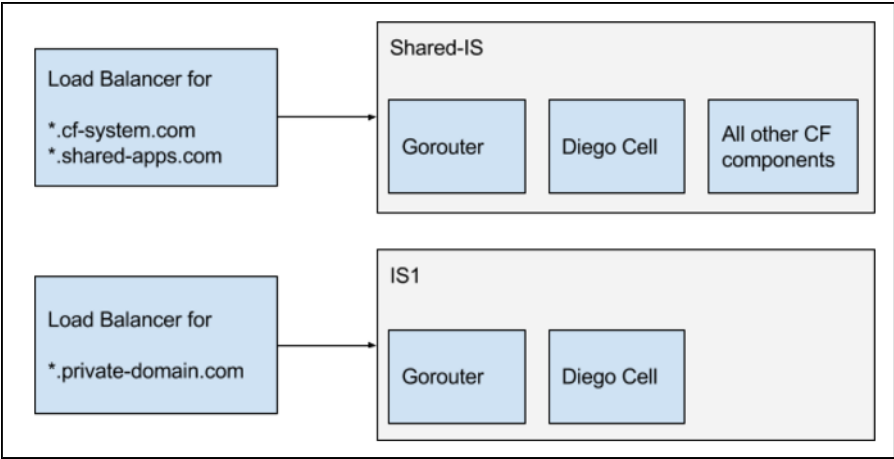 Load Balancer for
*.cf-system.com
*.shared-apps.com
Shared-IS
Gorouter
Diego Cell
All other CF
components
Load Balancer for
*.private-domain.com
IS1
Gorouter
Diego Cell